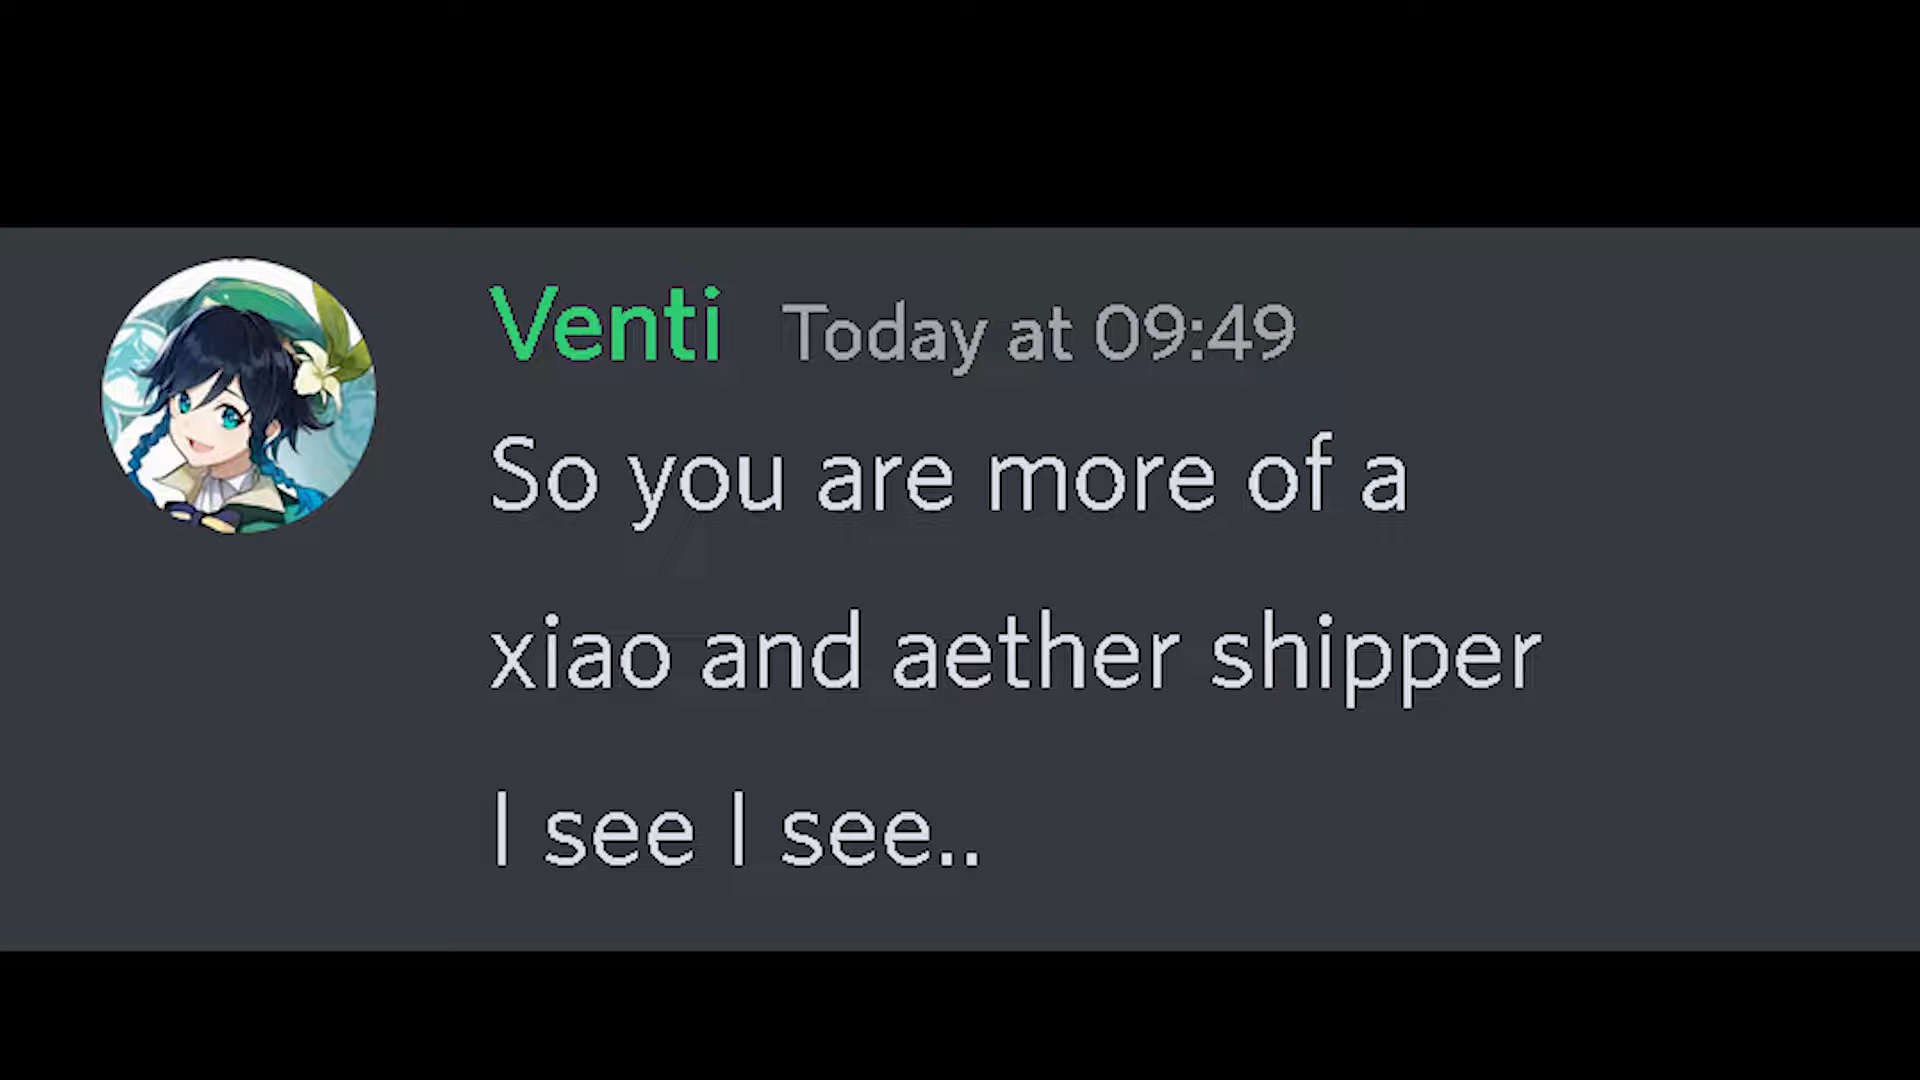 Venti Today at 09:49
So you are more of a
xiao and aether shipper
I see I see..